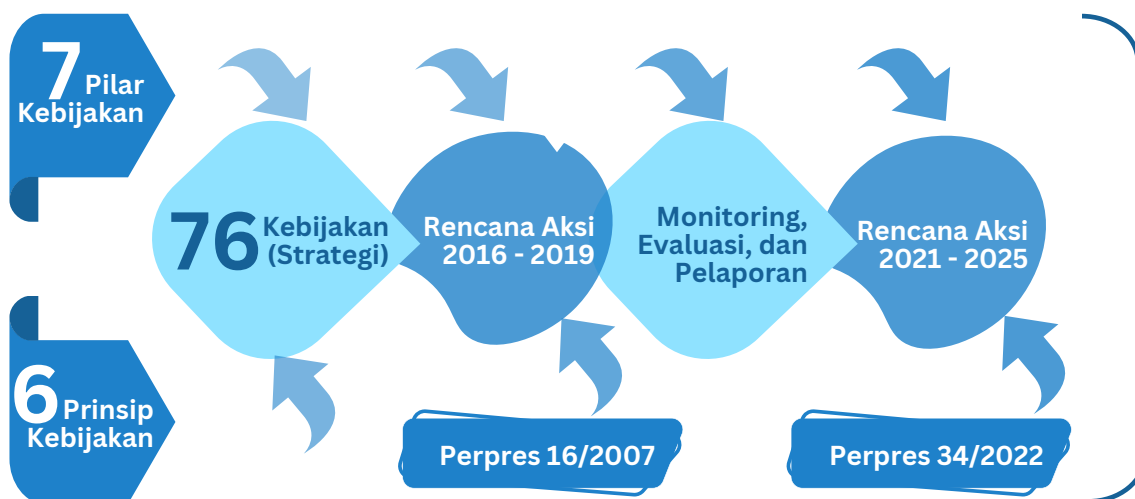 7 Pilar
Kebijakan
76 Kebijakan
(Strategi)
Rencana Aksi
2016 - 2019
Monitoring,
Evaluasi, dan
Pelaporan
Rencana Aksi
2021 - 2025
6 Prinsip
Kebijakan
Perpres 16/2007
Perpres 34/2022